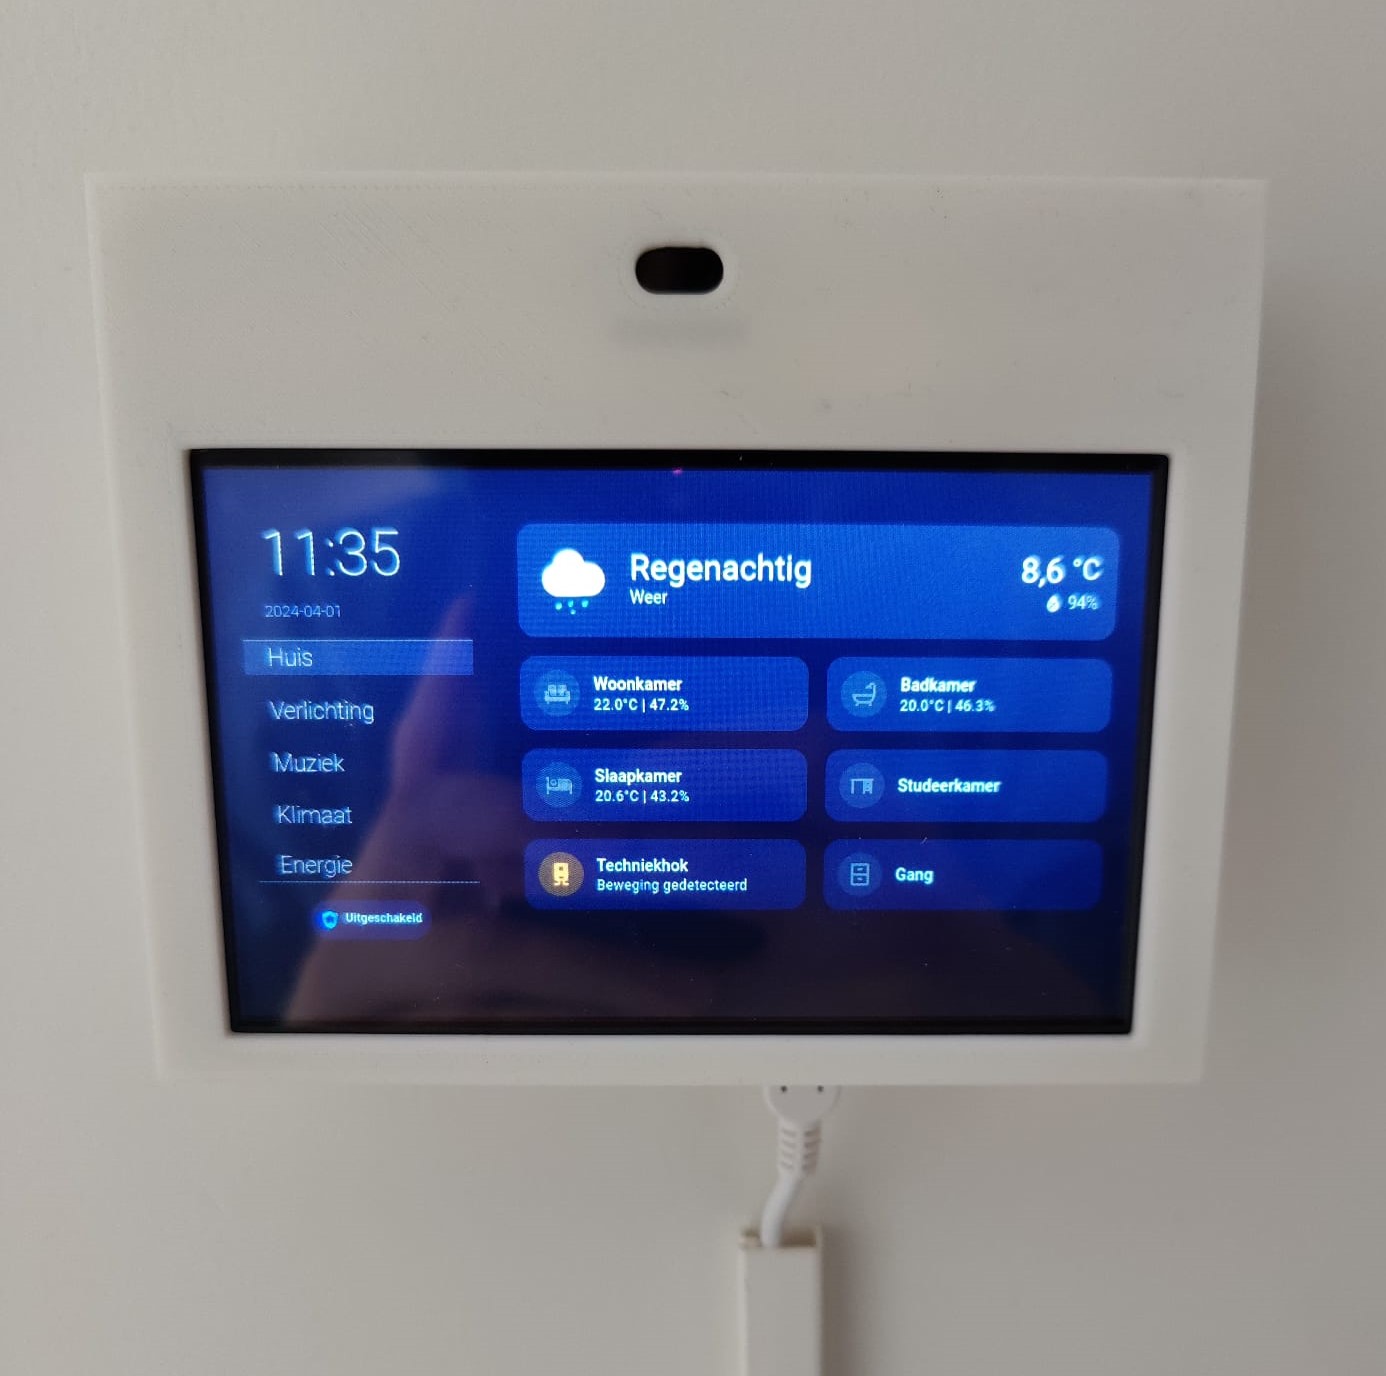 11:35
2024-04-01
Huis
Verlichting
Muziek
Klimaat
Energie
Uitgeschakeld
Regenachtig
Weer
8,6 °C
94%
Woonkamer
22.0°C | 47.2%
Badkamer
20.0°C | 46.3%
Slaapkamer
20.6°C | 43.2%
Studeerkamer
Techniekhok
Beweging gedetecteerd
Gang